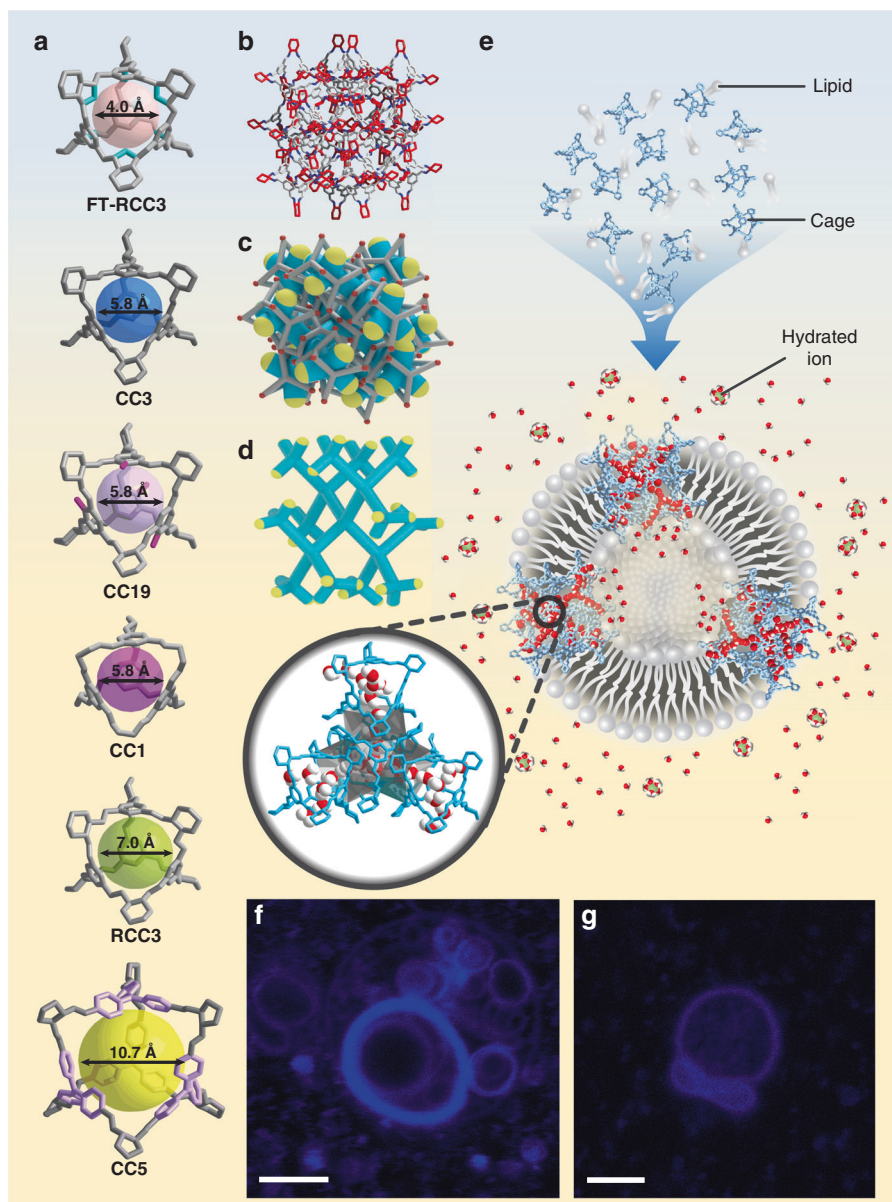 a
4.0 Å
FT-RCC3
5.8 Å
CC3
5.8 Å
CC19
5.8 Å
CC1
7.0 Å
RCC3
10.7 Å
CC5
b
c
d
e
Lipid
Cage
Hydrated
ion
f
g